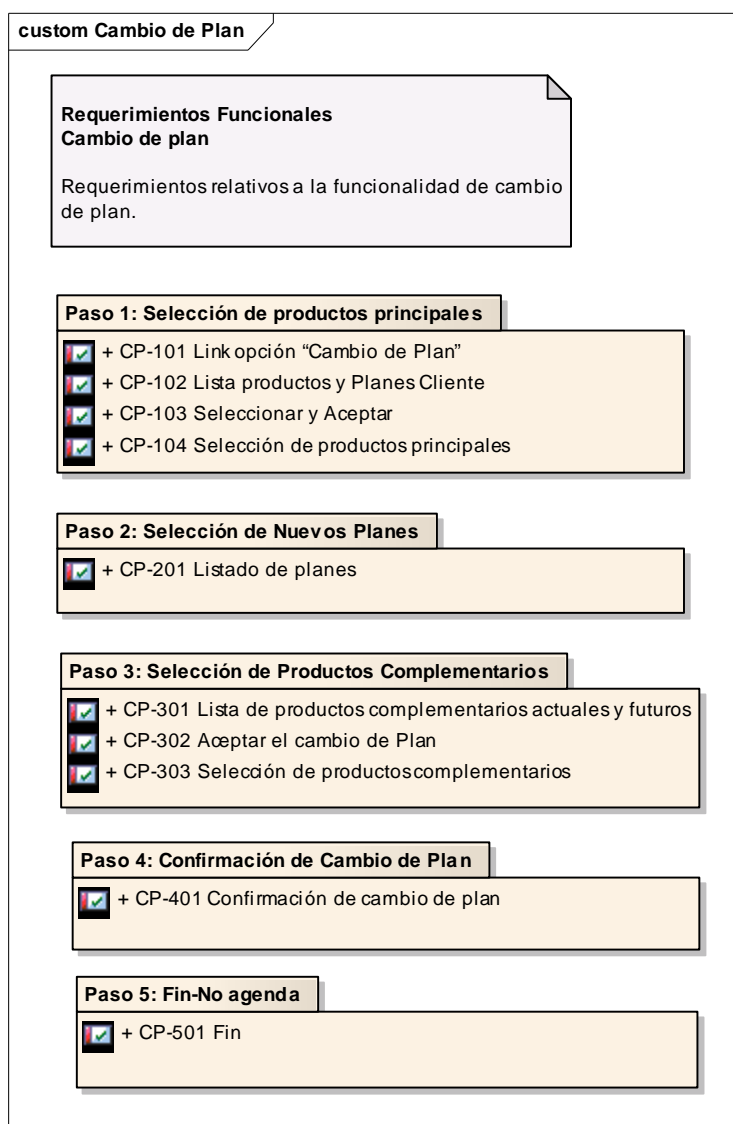 custom Cambio de Plan
Requerimientos Funcionales
Cambio de plan
Requerimientos relativos a la funcionalidad de cambio
de plan.
Paso 1: Selección de productos principales
+ CP-101 Link opción “Cambio de Plan”
+ CP-102 Lista productos y Planes Cliente
+ CP-103 Seleccionar y Aceptar
+ CP-104 Selección de productos principales
Paso 2: Selección de Nuevos Planes
+ CP-201 Listado de planes
Paso 3: Selección de Productos Complementarios
+ CP-301 Lista de productos complementarios actuales y futuros
+ CP-302 Aceptar el cambio de Plan
+ CP-303 Selección de productos complementarios
Paso 4: Confirmación de Cambio de Plan
+ CP-401 Confirmación de cambio de plan
Paso 5: Fin-No agenda
+ CP-501 Fin